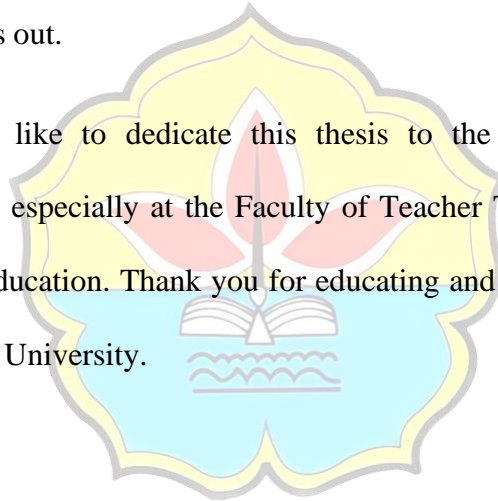 s out.
like to dedicate this thesis to the
especially at the Faculty of Teacher T
ducation. Thank you for educating and
University.